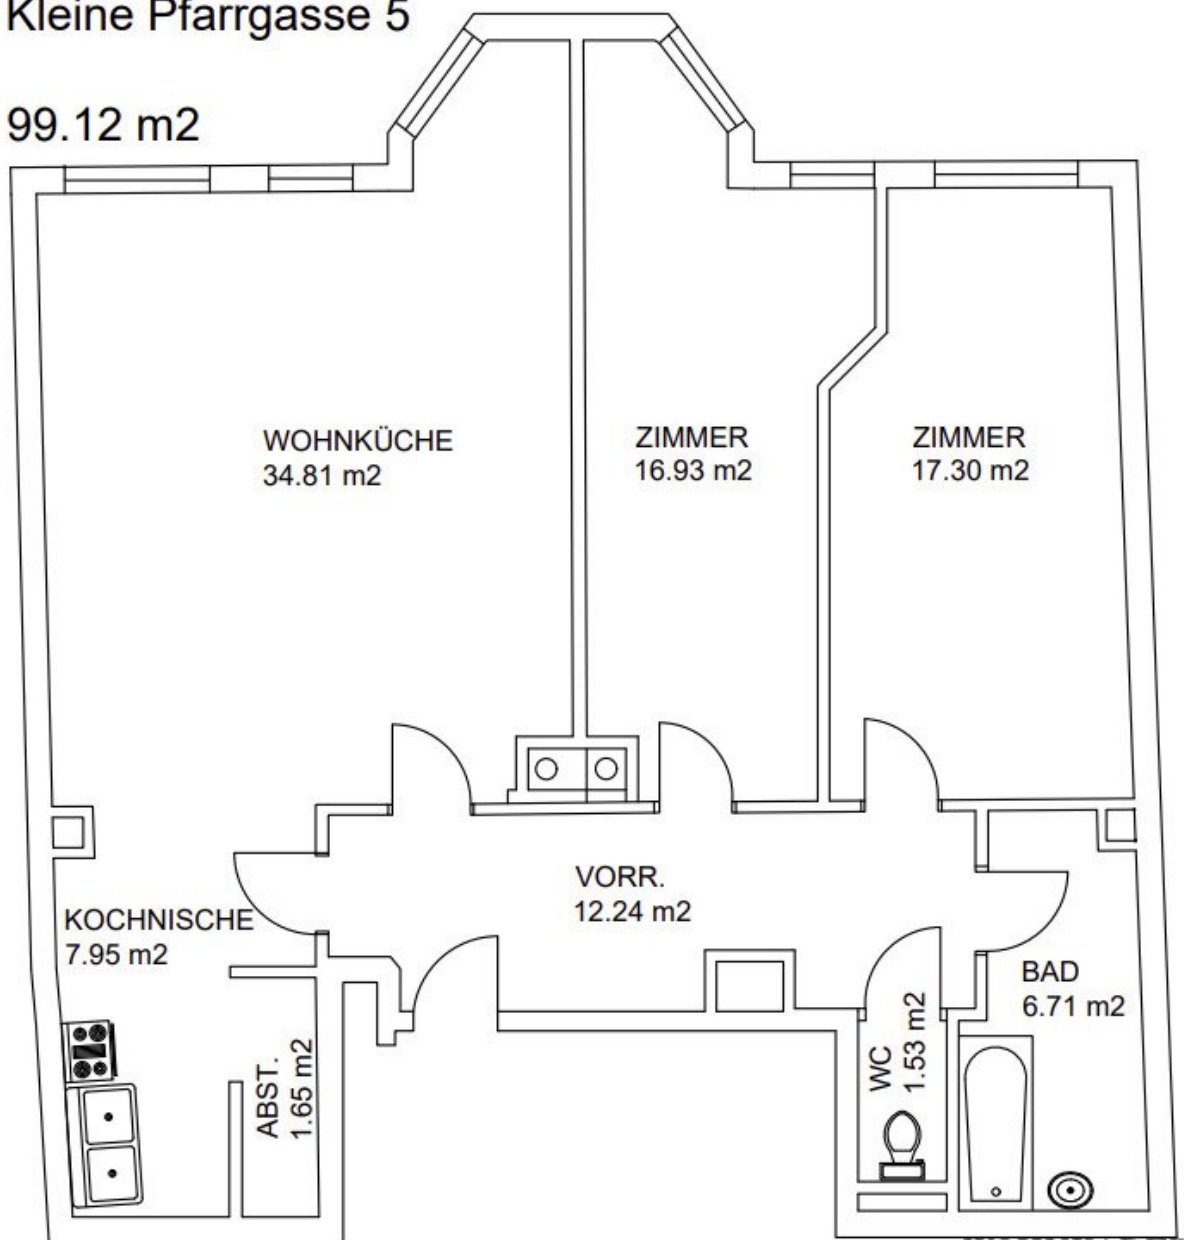 Kleine Pfarrgasse 5
99.12 m2
WOHNKÜCHE
34.81 m2
ZIMMER
16.93 m2
ZIMMER
17.30 m2
VORR.
12.24 m2
KOCHNISCHE
7.95 m2
ABST.
1.65 m2
WC
1.53 m2
BAD
6.71 m2